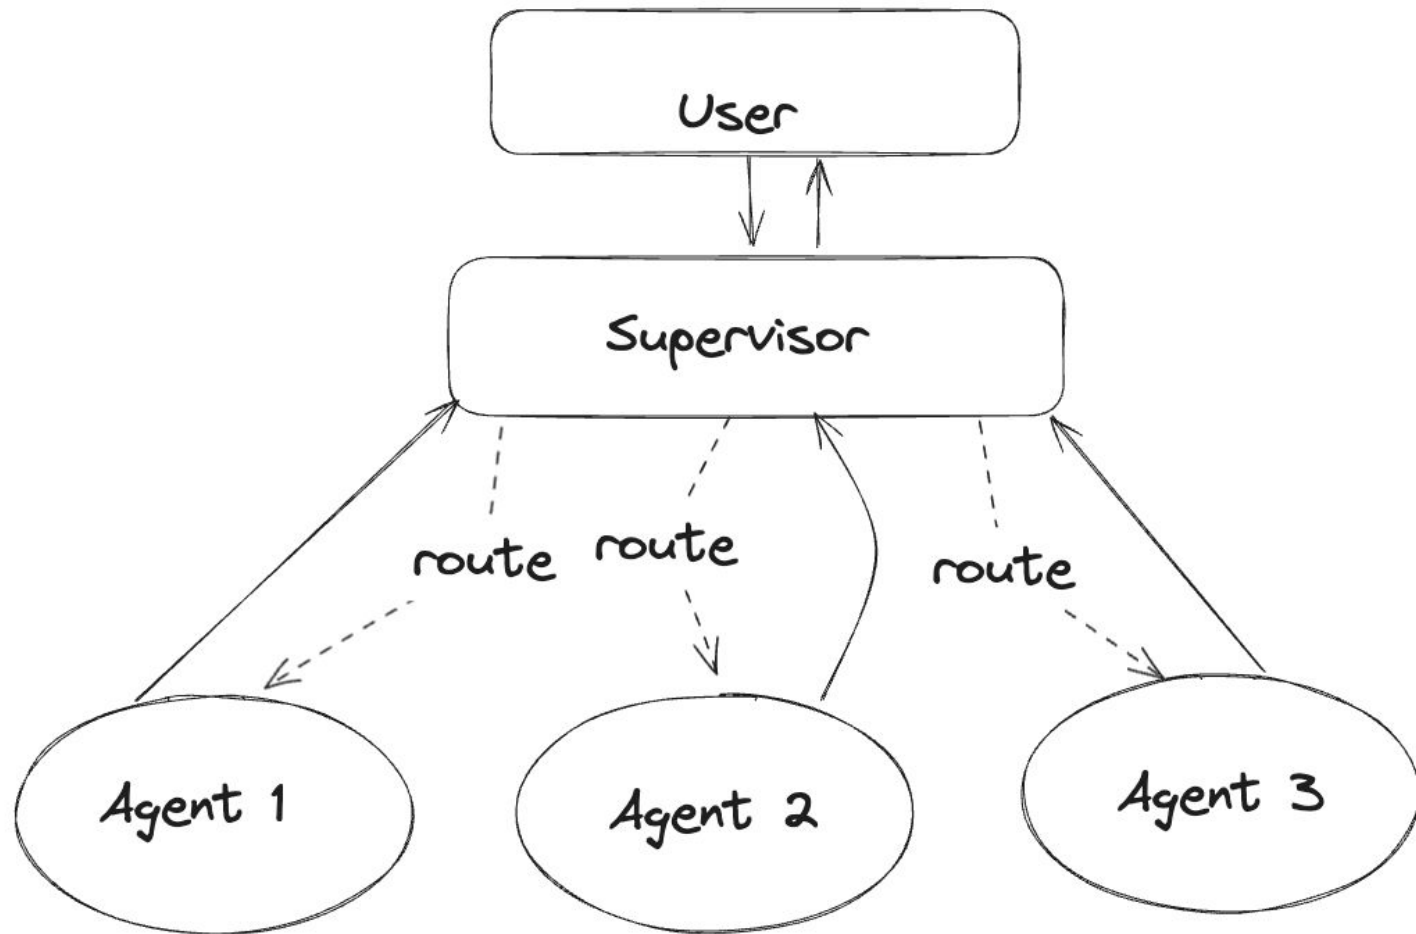 User
Supervisor
route
route
route
Agent 1
Agent 2
Agent 3